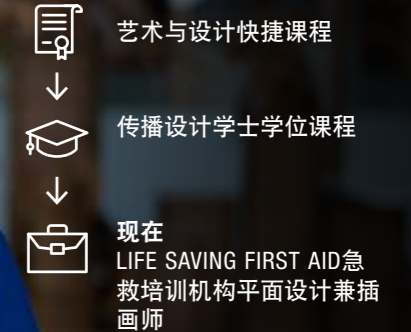 艺术与设计快捷课程
传播设计学士学位课程
现在
LIFE SAVING FIRST AID急
救培训机构平面设计兼插
画师